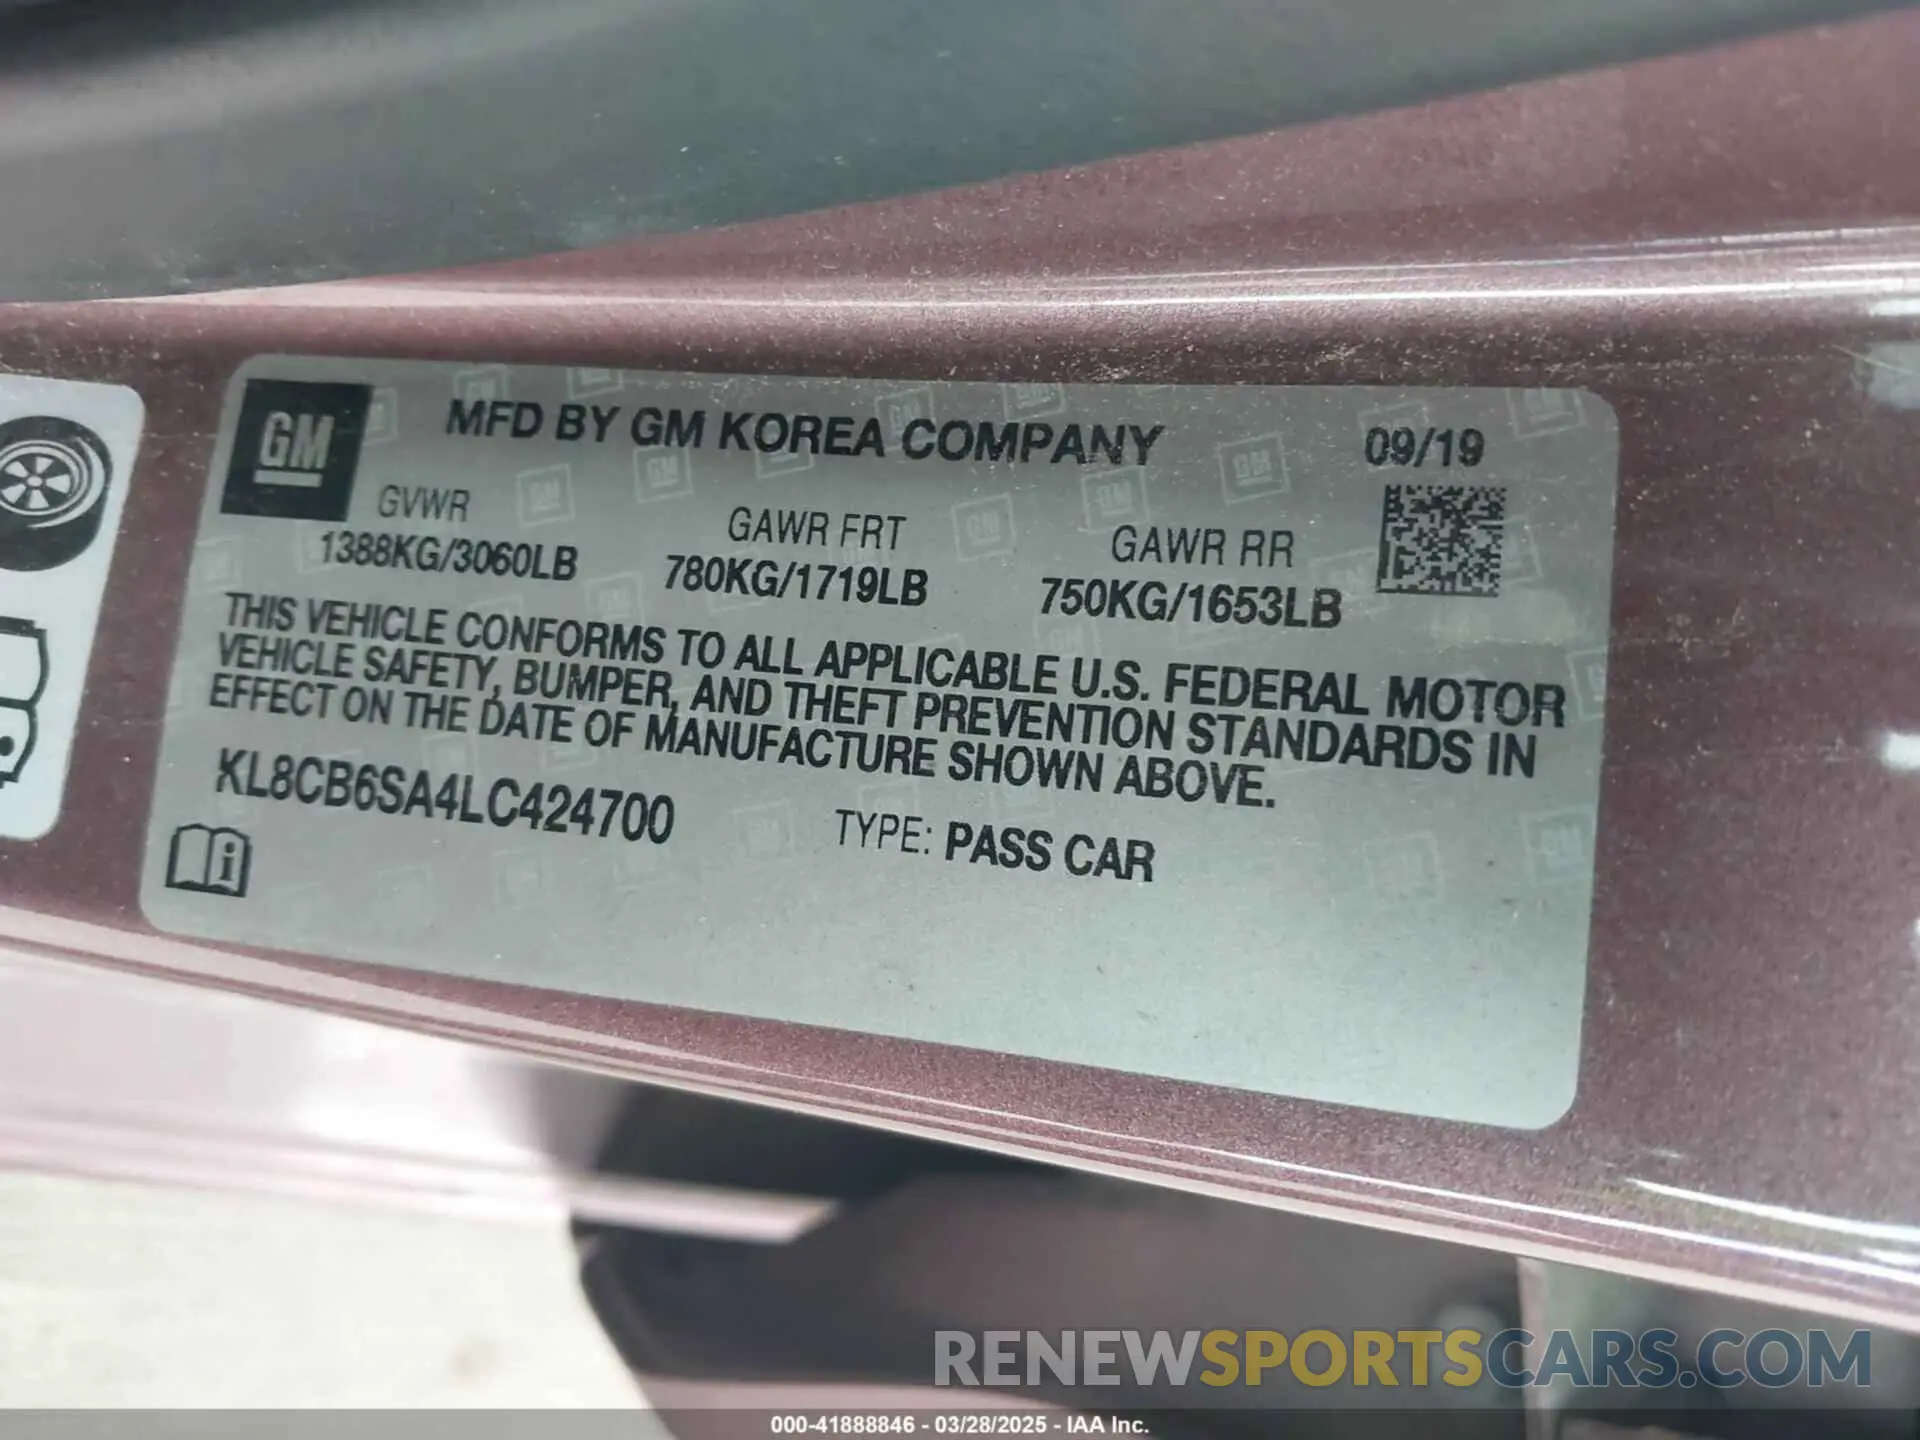 GM
MFD BY GM KOREA COMPANY 09/19
GVWR GAWR FRT GAWR RR
1388KG/3060LB 780KG/1719LB 750KG/1653LB
THIS VEHICLE CONFORMS TO ALL APPLICABLE U.S. FEDERAL MOTOR
VEHICLE SAFETY, BUMPER, AND THEFT PREVENTION STANDARDS IN
EFFECT ON THE DATE OF MANUFACTURE SHOWN ABOVE.
KL8CB6SA4LC424700 TYPE: PASS CAR
RENEWSPORTSCARS.COM
000-41888846 - 03/28/2025 - IAA Inc.